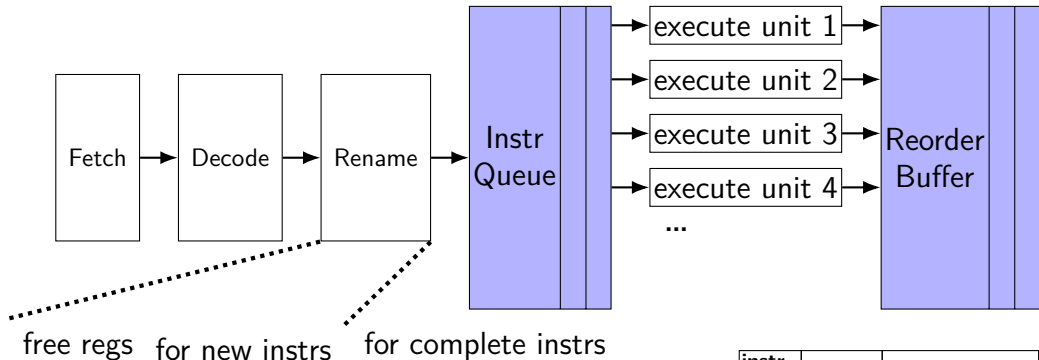 execute unit 1
execute unit 2
Fetch
Decode
Rename
Instr
Queue
execute unit 3
Reorder
Buffer
execute unit 4
...
free regs
for new instrs
for complete instrs
instr